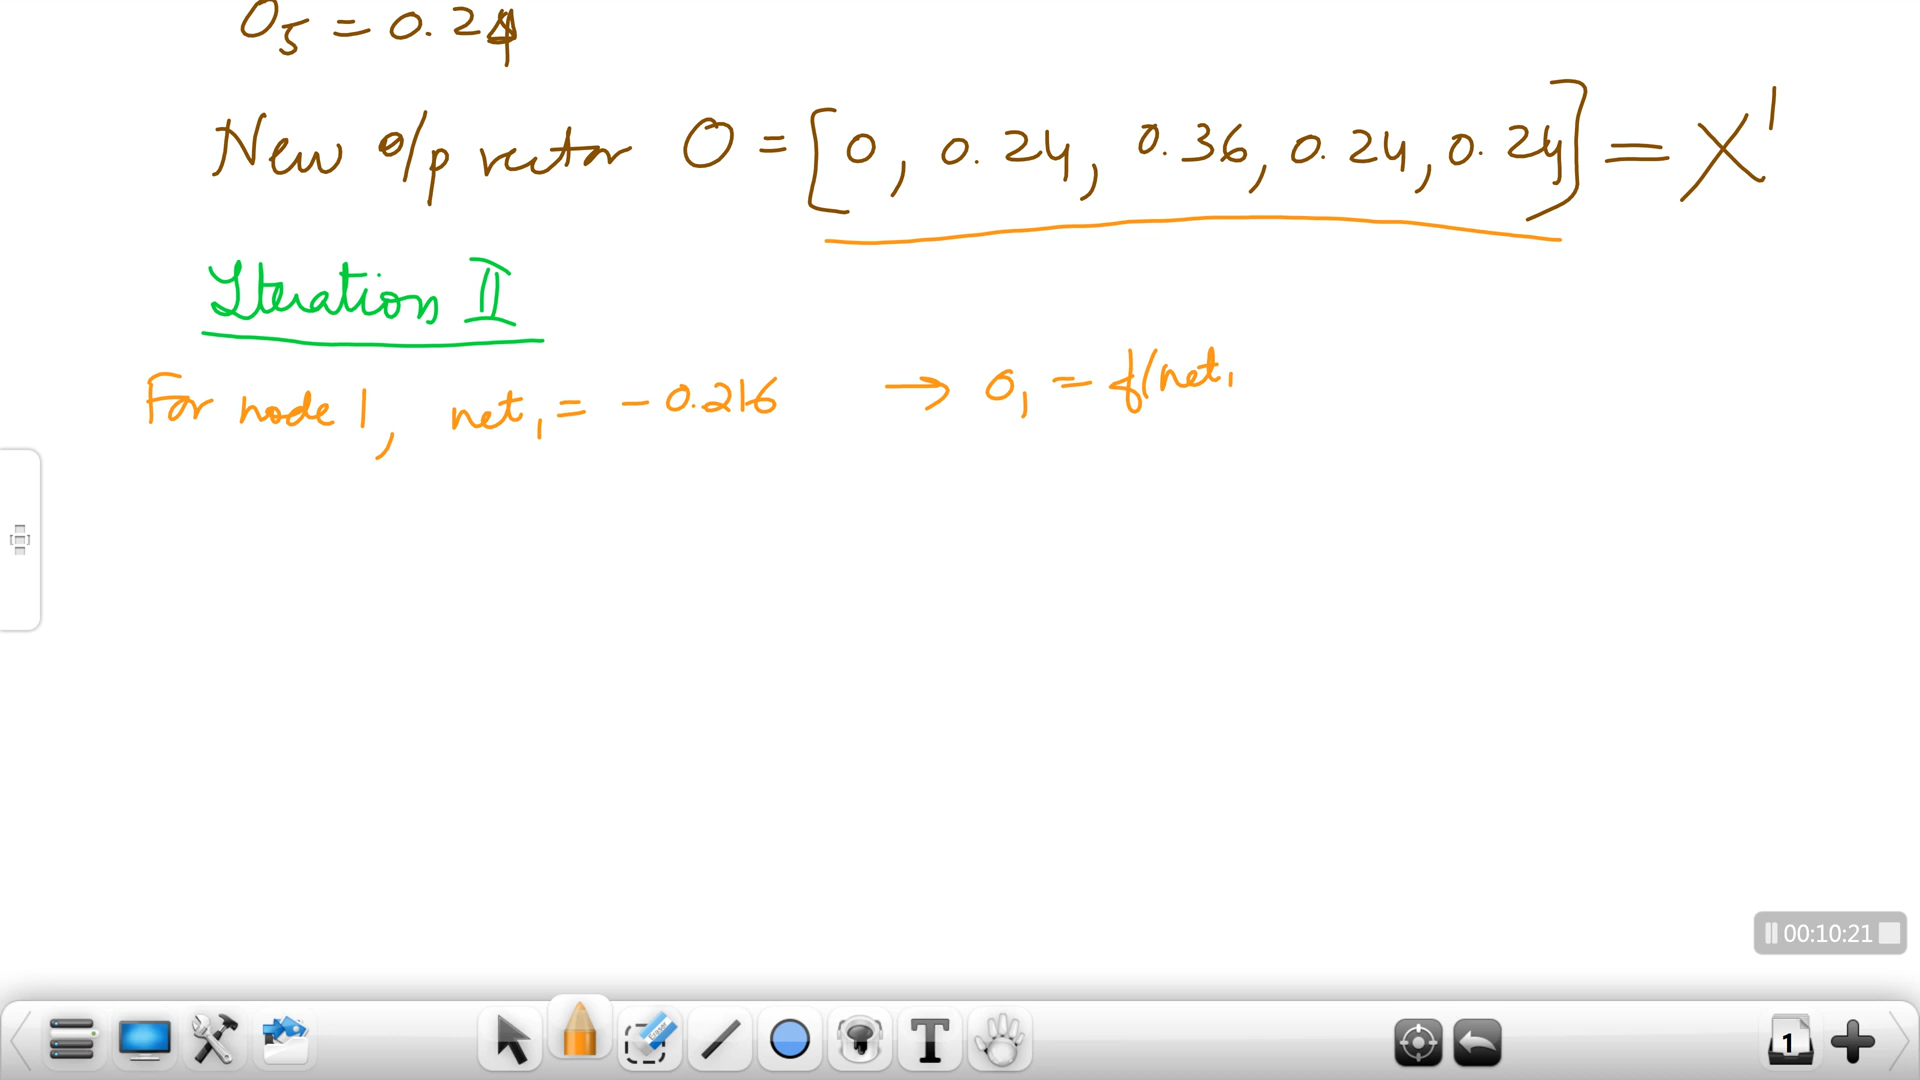 O5 = 0.24
New o/p vector O = [0, 0.24, 0.36, 0.24, 0.24] = X'
Iteration II
For node 1, net1 = -0.216 → O1 = f(net1
00:10:21
T
1